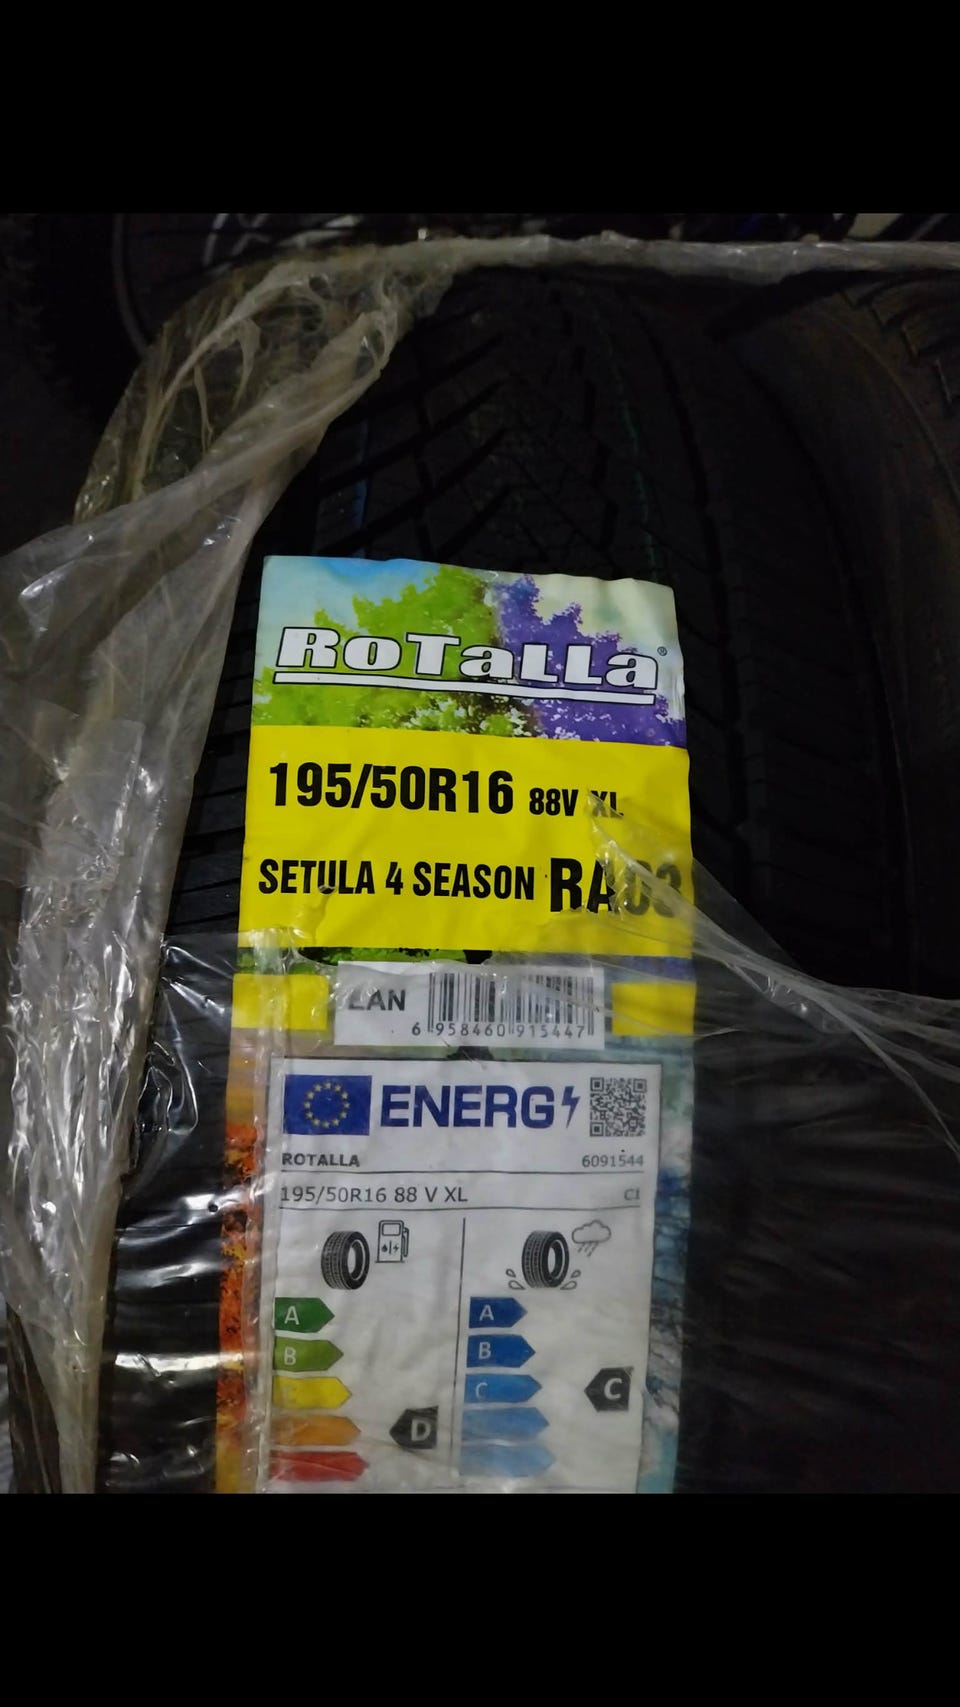 RoTaLLa®
195/50R16 88V XL
SETULA 4 SEASON RA03
EAN
6 958460 915447
ENERG
ROTALLA 6091544
195/50R16 88 V XL C1
A A
B B
C C C
D